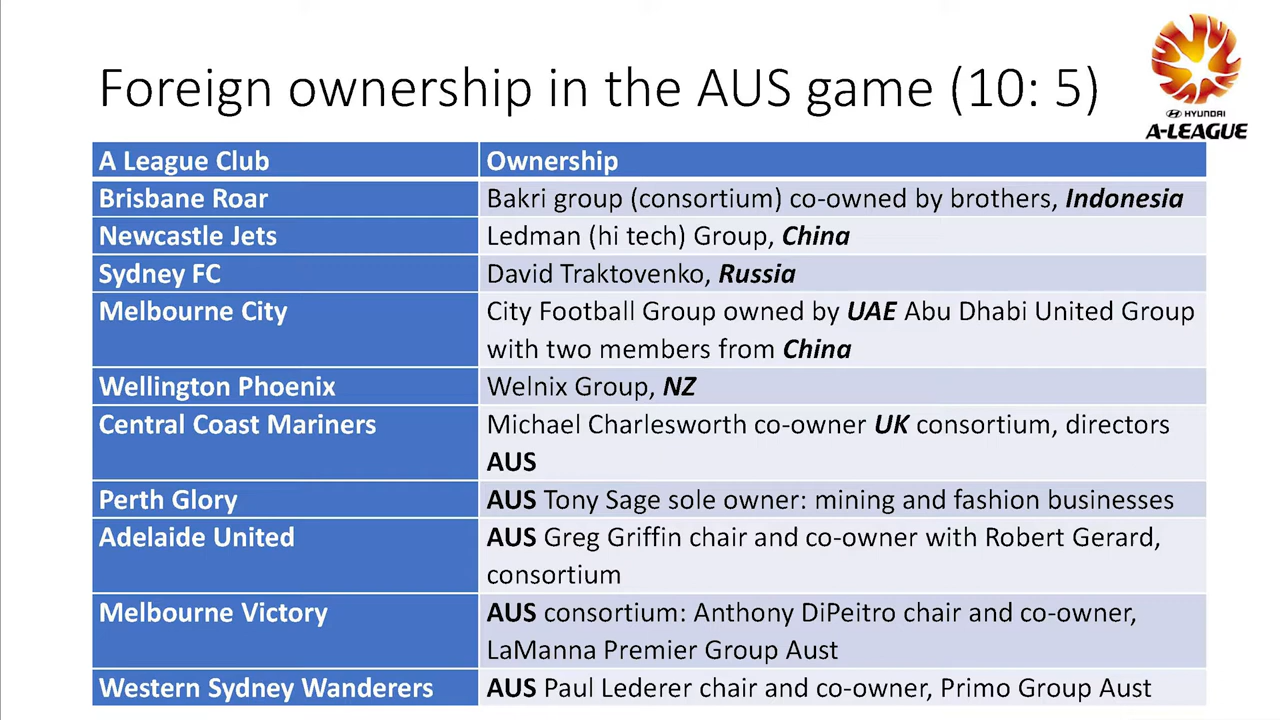 Foreign ownership in the AUS game (10: 5)
HYUNDAI
A-LEAGUE
A League Club Ownership
Brisbane Roar Bakri group (consortium) co-owned by brothers, Indonesia
Newcastle Jets Ledman (hi tech) Group, China
Sydney FC David Traktovenko, Russia
Melbourne City City Football Group owned by UAE Abu Dhabi United Group
with two members from China
Wellington Phoenix Welnix Group, NZ
Central Coast Mariners Michael Charlesworth co-owner UK consortium, directors
AUS
Perth Glory AUS Tony Sage sole owner: mining and fashion businesses
Adelaide United AUS Greg Griffin chair and co-owner with Robert Gerard,
consortium
Melbourne Victory AUS consortium: Anthony DiPeitro chair and co-owner,
LaManna Premier Group Aust
Western Sydney Wanderers AUS Paul Lederer chair and co-owner, Primo Group Aust